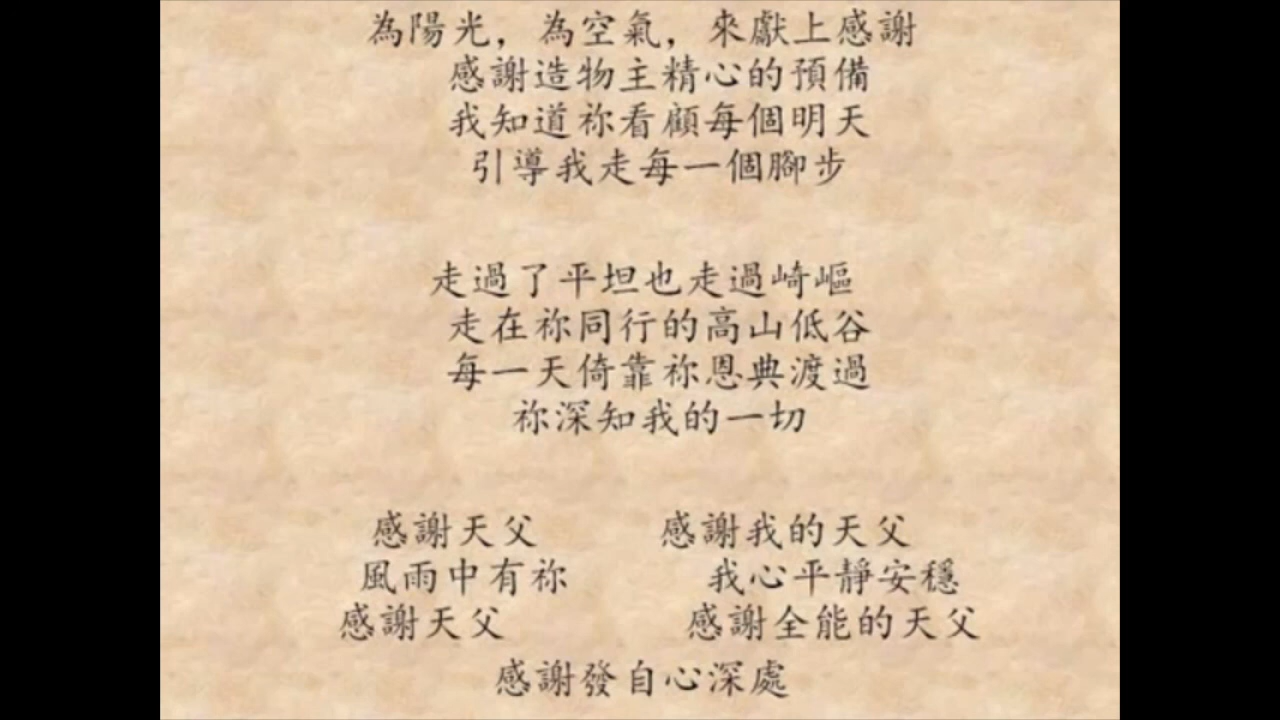 為陽光，為空氣，來獻上感謝
感謝造物主精心的預備
我知道祢看顧每個明天
引導我走每一個腳步
走過了平坦也走過崎嶇
走在祢同行的高山低谷
每一天倚靠祢恩典渡過
祢深知我的一切
感謝天父 感謝我的天父
風雨中有祢 我心平靜安穩
感謝天父 感謝全能的天父
感謝發自心深處